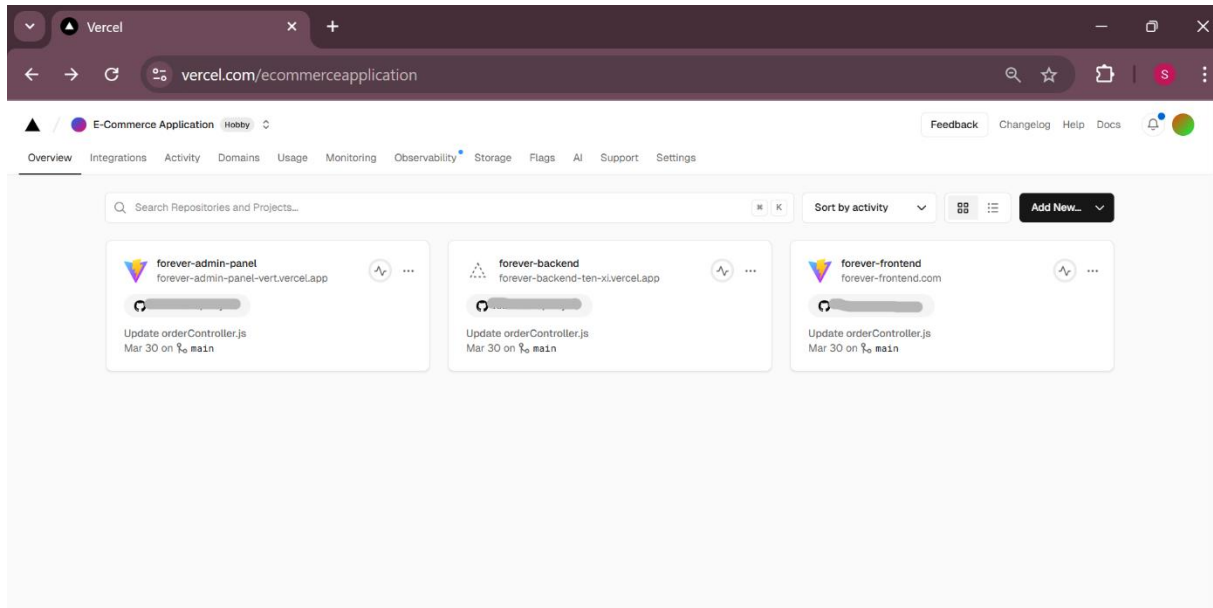 Vercel
vercel.com/ecommerceapplication
S
E-Commerce Application Hobby
Feedback Changelog Help Docs
Overview Integrations Activity Domains Usage Monitoring Observability Storage Flags AI Support Settings
Search Repositories and Projects...
⌘ K
Sort by activity
Add New...
forever-admin-panel
forever-admin-panel-vert.vercel.app
Update orderController.js
Mar 30 on main
forever-backend
forever-backend-ten-xi.vercel.app
Update orderController.js
Mar 30 on main
forever-frontend
forever-frontend.com
Update orderController.js
Mar 30 on main